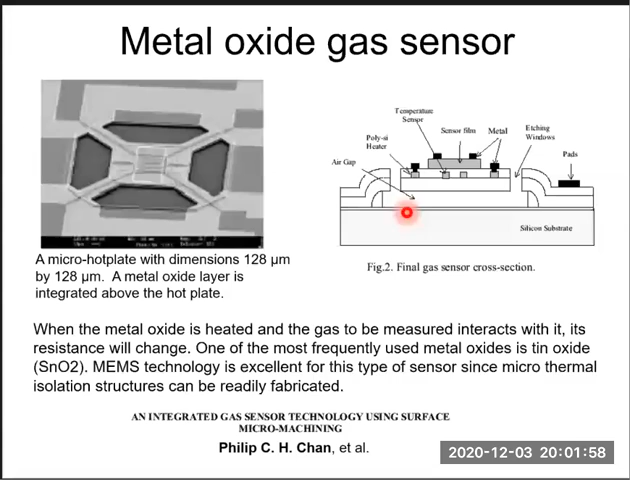 Metal oxide gas sensor
Temperature
Sensor
Sensor film
Metal
Etching
Windows
Poly-si
Heater
Pads
Air Gap
Silicon Substrate
Fig.2. Final gas sensor cross-section.
A micro-hotplate with dimensions 128 µm
by 128 µm. A metal oxide layer is
integrated above the hot plate.
When the metal oxide is heated and the gas to be measured interacts with it, its
resistance will change. One of the most frequently used metal oxides is tin oxide
(SnO2). MEMS technology is excellent for this type of sensor since micro thermal
isolation structures can be readily fabricated.
AN INTEGRATED GAS SENSOR TECHNOLOGY USING SURFACE
MICRO-MACHINING
Philip C. H. Chan, et al.
2020-12-03 20:01:58